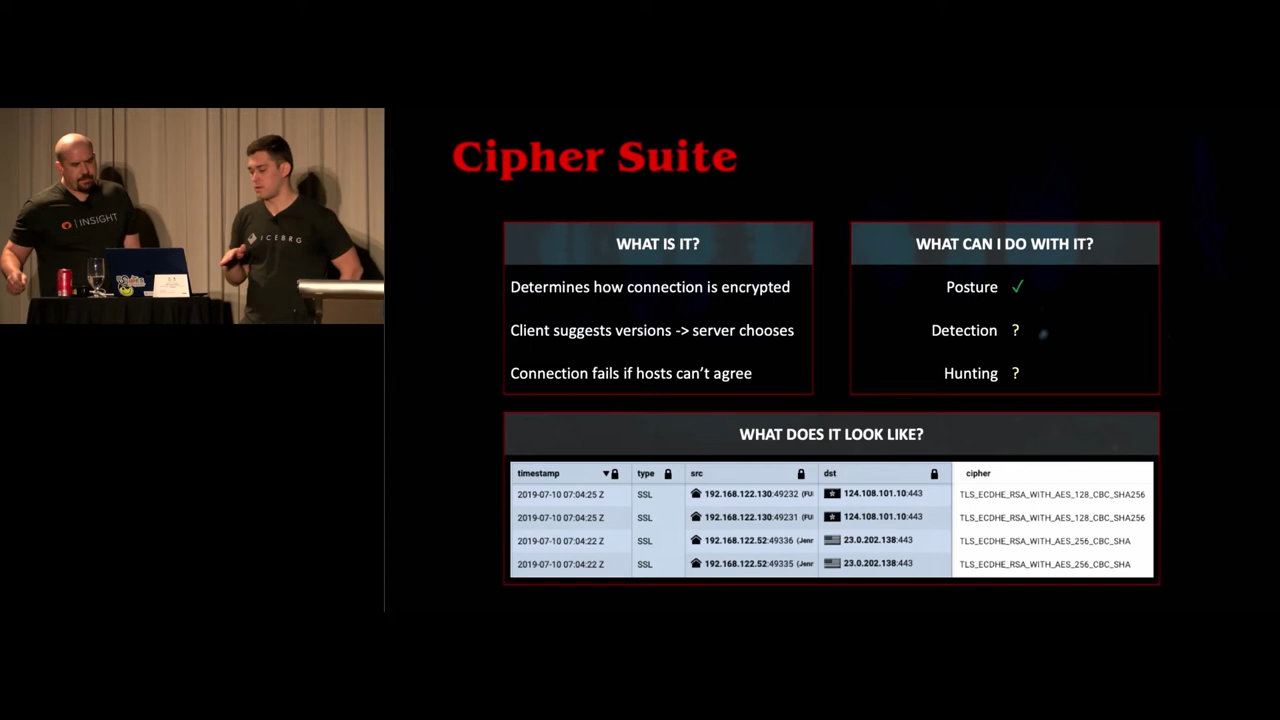 INSIGHT
ICEBRG
Cipher Suite
WHAT IS IT?
Determines how connection is encrypted
Client suggests versions -> server chooses
Connection fails if hosts can't agree
WHAT CAN I DO WITH IT?
Posture ✓
Detection ?
Hunting ?
WHAT DOES IT LOOK LIKE?
timestamp type src dst cipher
2019-07-10 07:04:25 Z SSL 192.168.122.130:49232 (FUI 124.108.101.10:443 TLS_ECDHE_RSA_WITH_AES_128_CBC_SHA256
2019-07-10 07:04:25 Z SSL 192.168.122.130:49231 (FUI 124.108.101.10:443 TLS_ECDHE_RSA_WITH_AES_128_CBC_SHA256
2019-07-10 07:04:22 Z SSL 192.168.122.52:49336 (Jenr 23.0.202.138:443 TLS_ECDHE_RSA_WITH_AES_256_CBC_SHA
2019-07-10 07:04:22 Z SSL 192.168.122.52:49335 (Jenr 23.0.202.138:443 TLS_ECDHE_RSA_WITH_AES_256_CBC_SHA